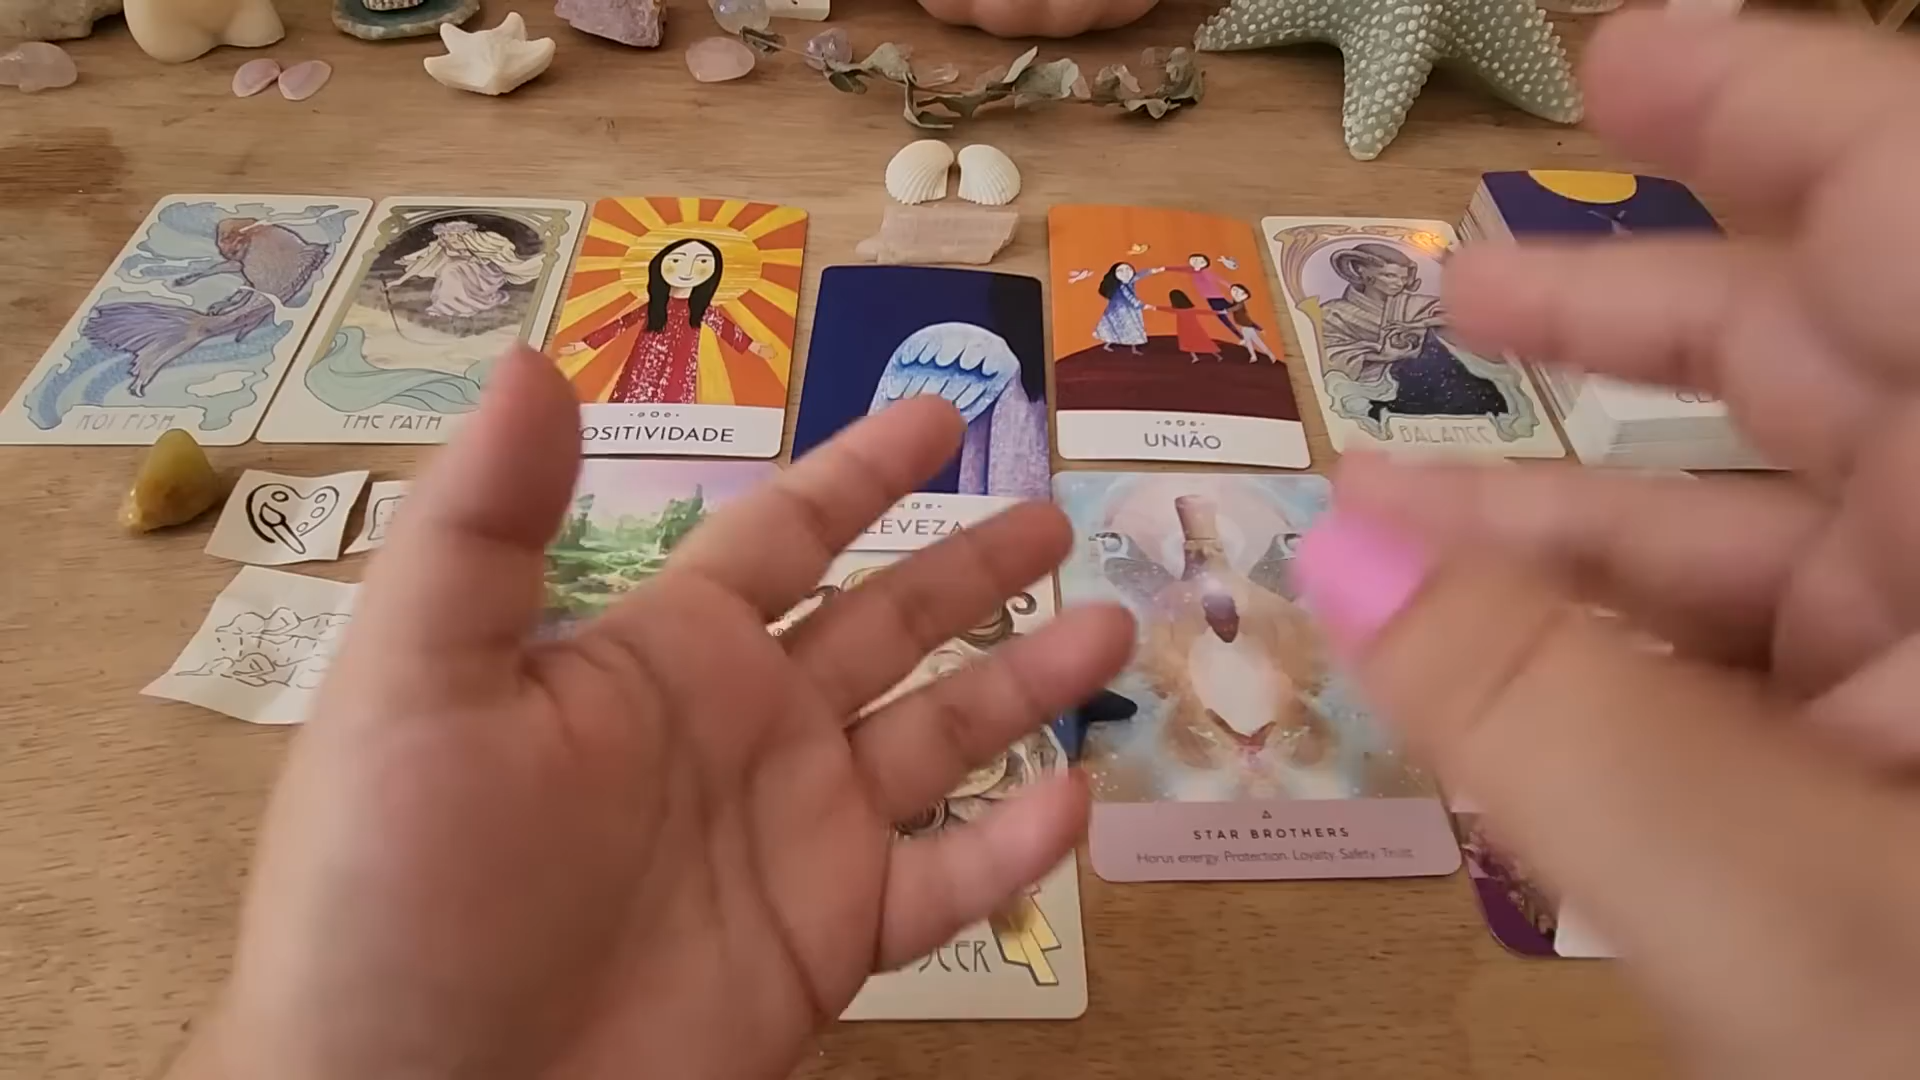 KOI FISH
THE PATH
OSITIVIDADE
LEVEZA
UNIÃO
BALANCE
STAR BROTHERS
Horus energy. Protection. Loyalty. Safety. Trust.
SEER